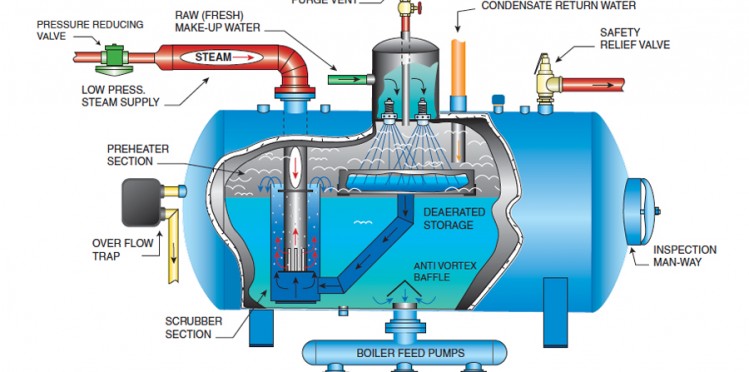 PURGE VENT
CONDENSATE RETURN WATER
RAW (FRESH)
MAKE-UP WATER
PRESSURE REDUCING
VALVE
SAFETY
RELIEF VALVE
STEAM
LOW PRESS.
STEAM SUPPLY
PREHEATER
SECTION
DEAERATED
STORAGE
OVER FLOW
TRAP
INSPECTION
MAN-WAY
ANTI VORTEX
BAFFLE
SCRUBBER
SECTION
BOILER FEED PUMPS